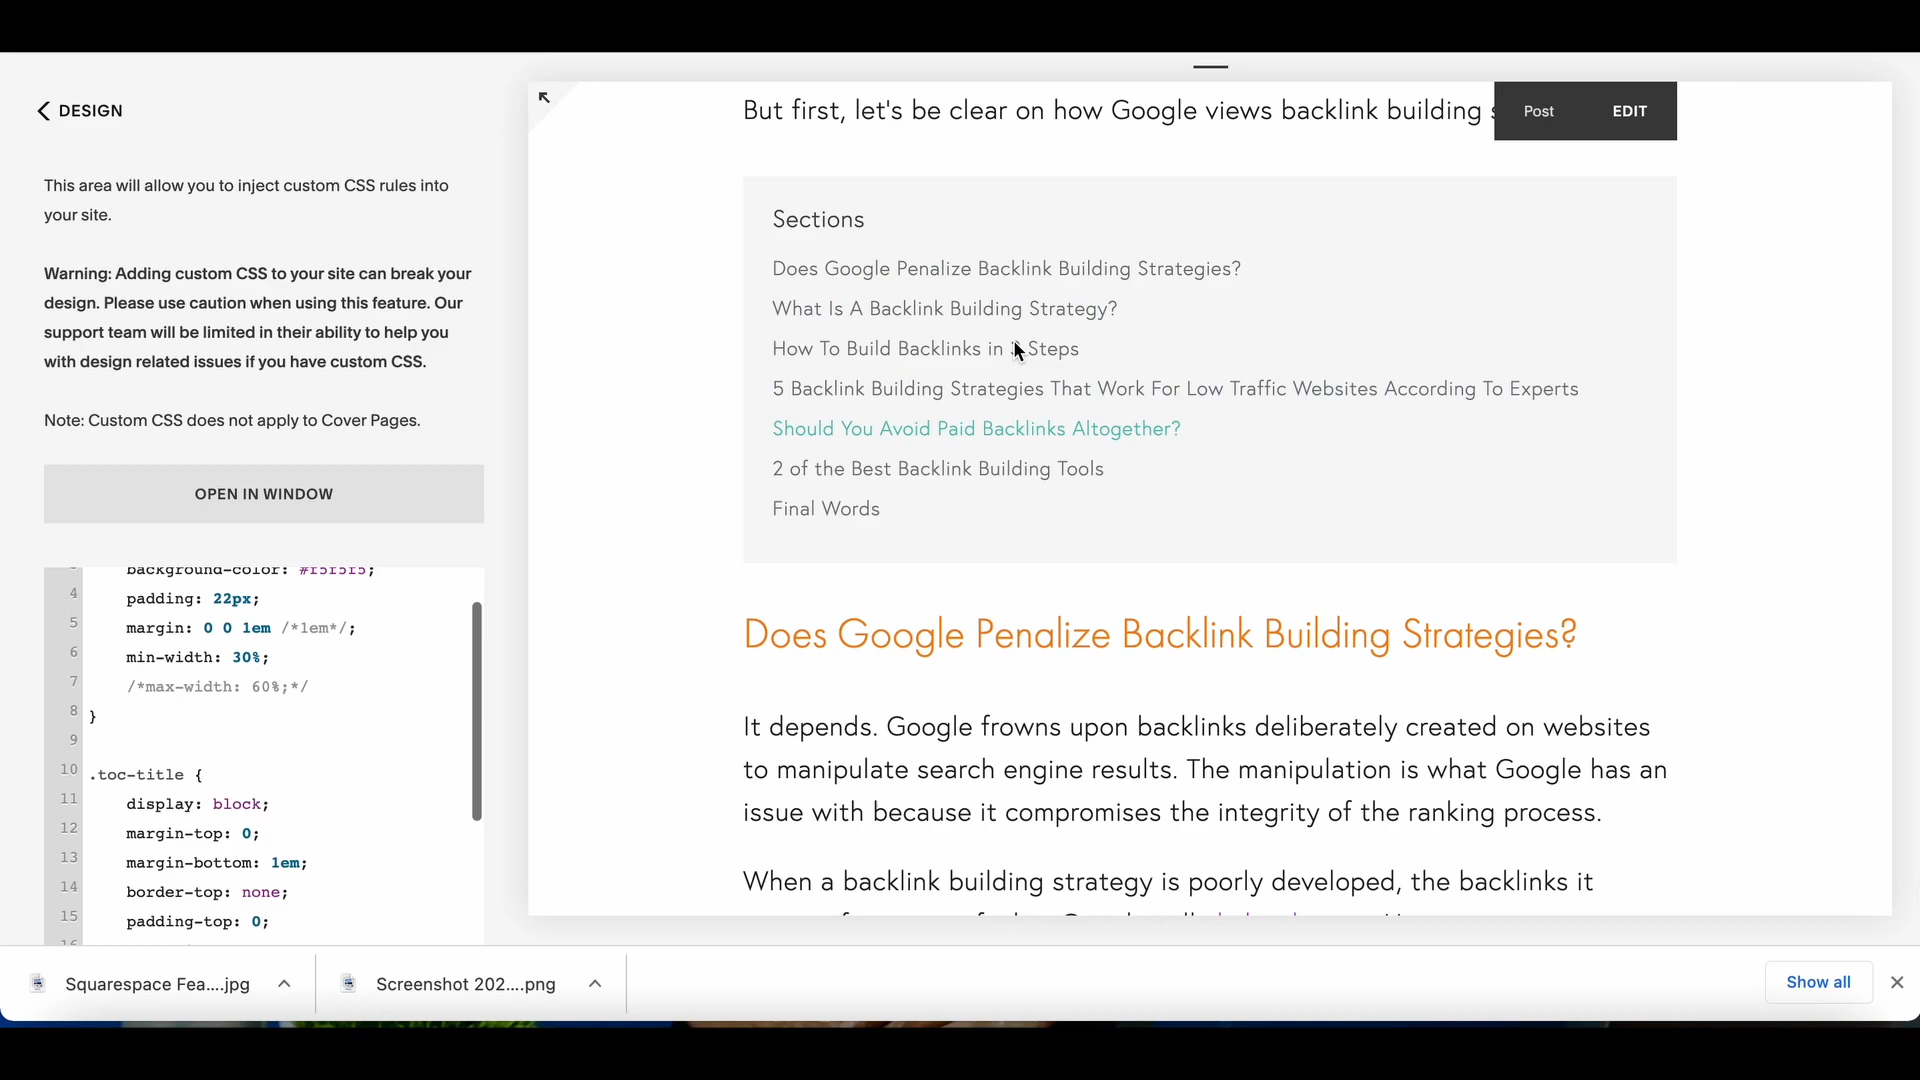 DESIGN
This area will allow you to inject custom CSS rules into
your site.
Warning: Adding custom CSS to your site can break your
design. Please use caution when using this feature. Our
support team will be limited in their ability to help you
with design related issues if you have custom CSS.
Note: Custom CSS does not apply to Cover Pages.
OPEN IN WINDOW
background-color: #f5f5f5;
4 padding: 22px;
5 margin: 0 0 1em /*1em*/;
6 min-width: 30%;
7 /*max-width: 60%;*/
8 }
9
10 .toc-title {
11 display: block;
12 margin-top: 0;
13 margin-bottom: 1em;
14 border-top: none;
15 padding-top: 0;
16
But first, let's be clear on how Google views backlink building
Post EDIT
Sections
Does Google Penalize Backlink Building Strategies?
What Is A Backlink Building Strategy?
How To Build Backlinks in Steps
5 Backlink Building Strategies That Work For Low Traffic Websites According To Experts
Should You Avoid Paid Backlinks Altogether?
2 of the Best Backlink Building Tools
Final Words
Does Google Penalize Backlink Building Strategies?
It depends. Google frowns upon backlinks deliberately created on websites
to manipulate search engine results. The manipulation is what Google has an
issue with because it compromises the integrity of the ranking process.
When a backlink building strategy is poorly developed, the backlinks it
Squarespace Fea....jpg
Screenshot 202....png
Show all